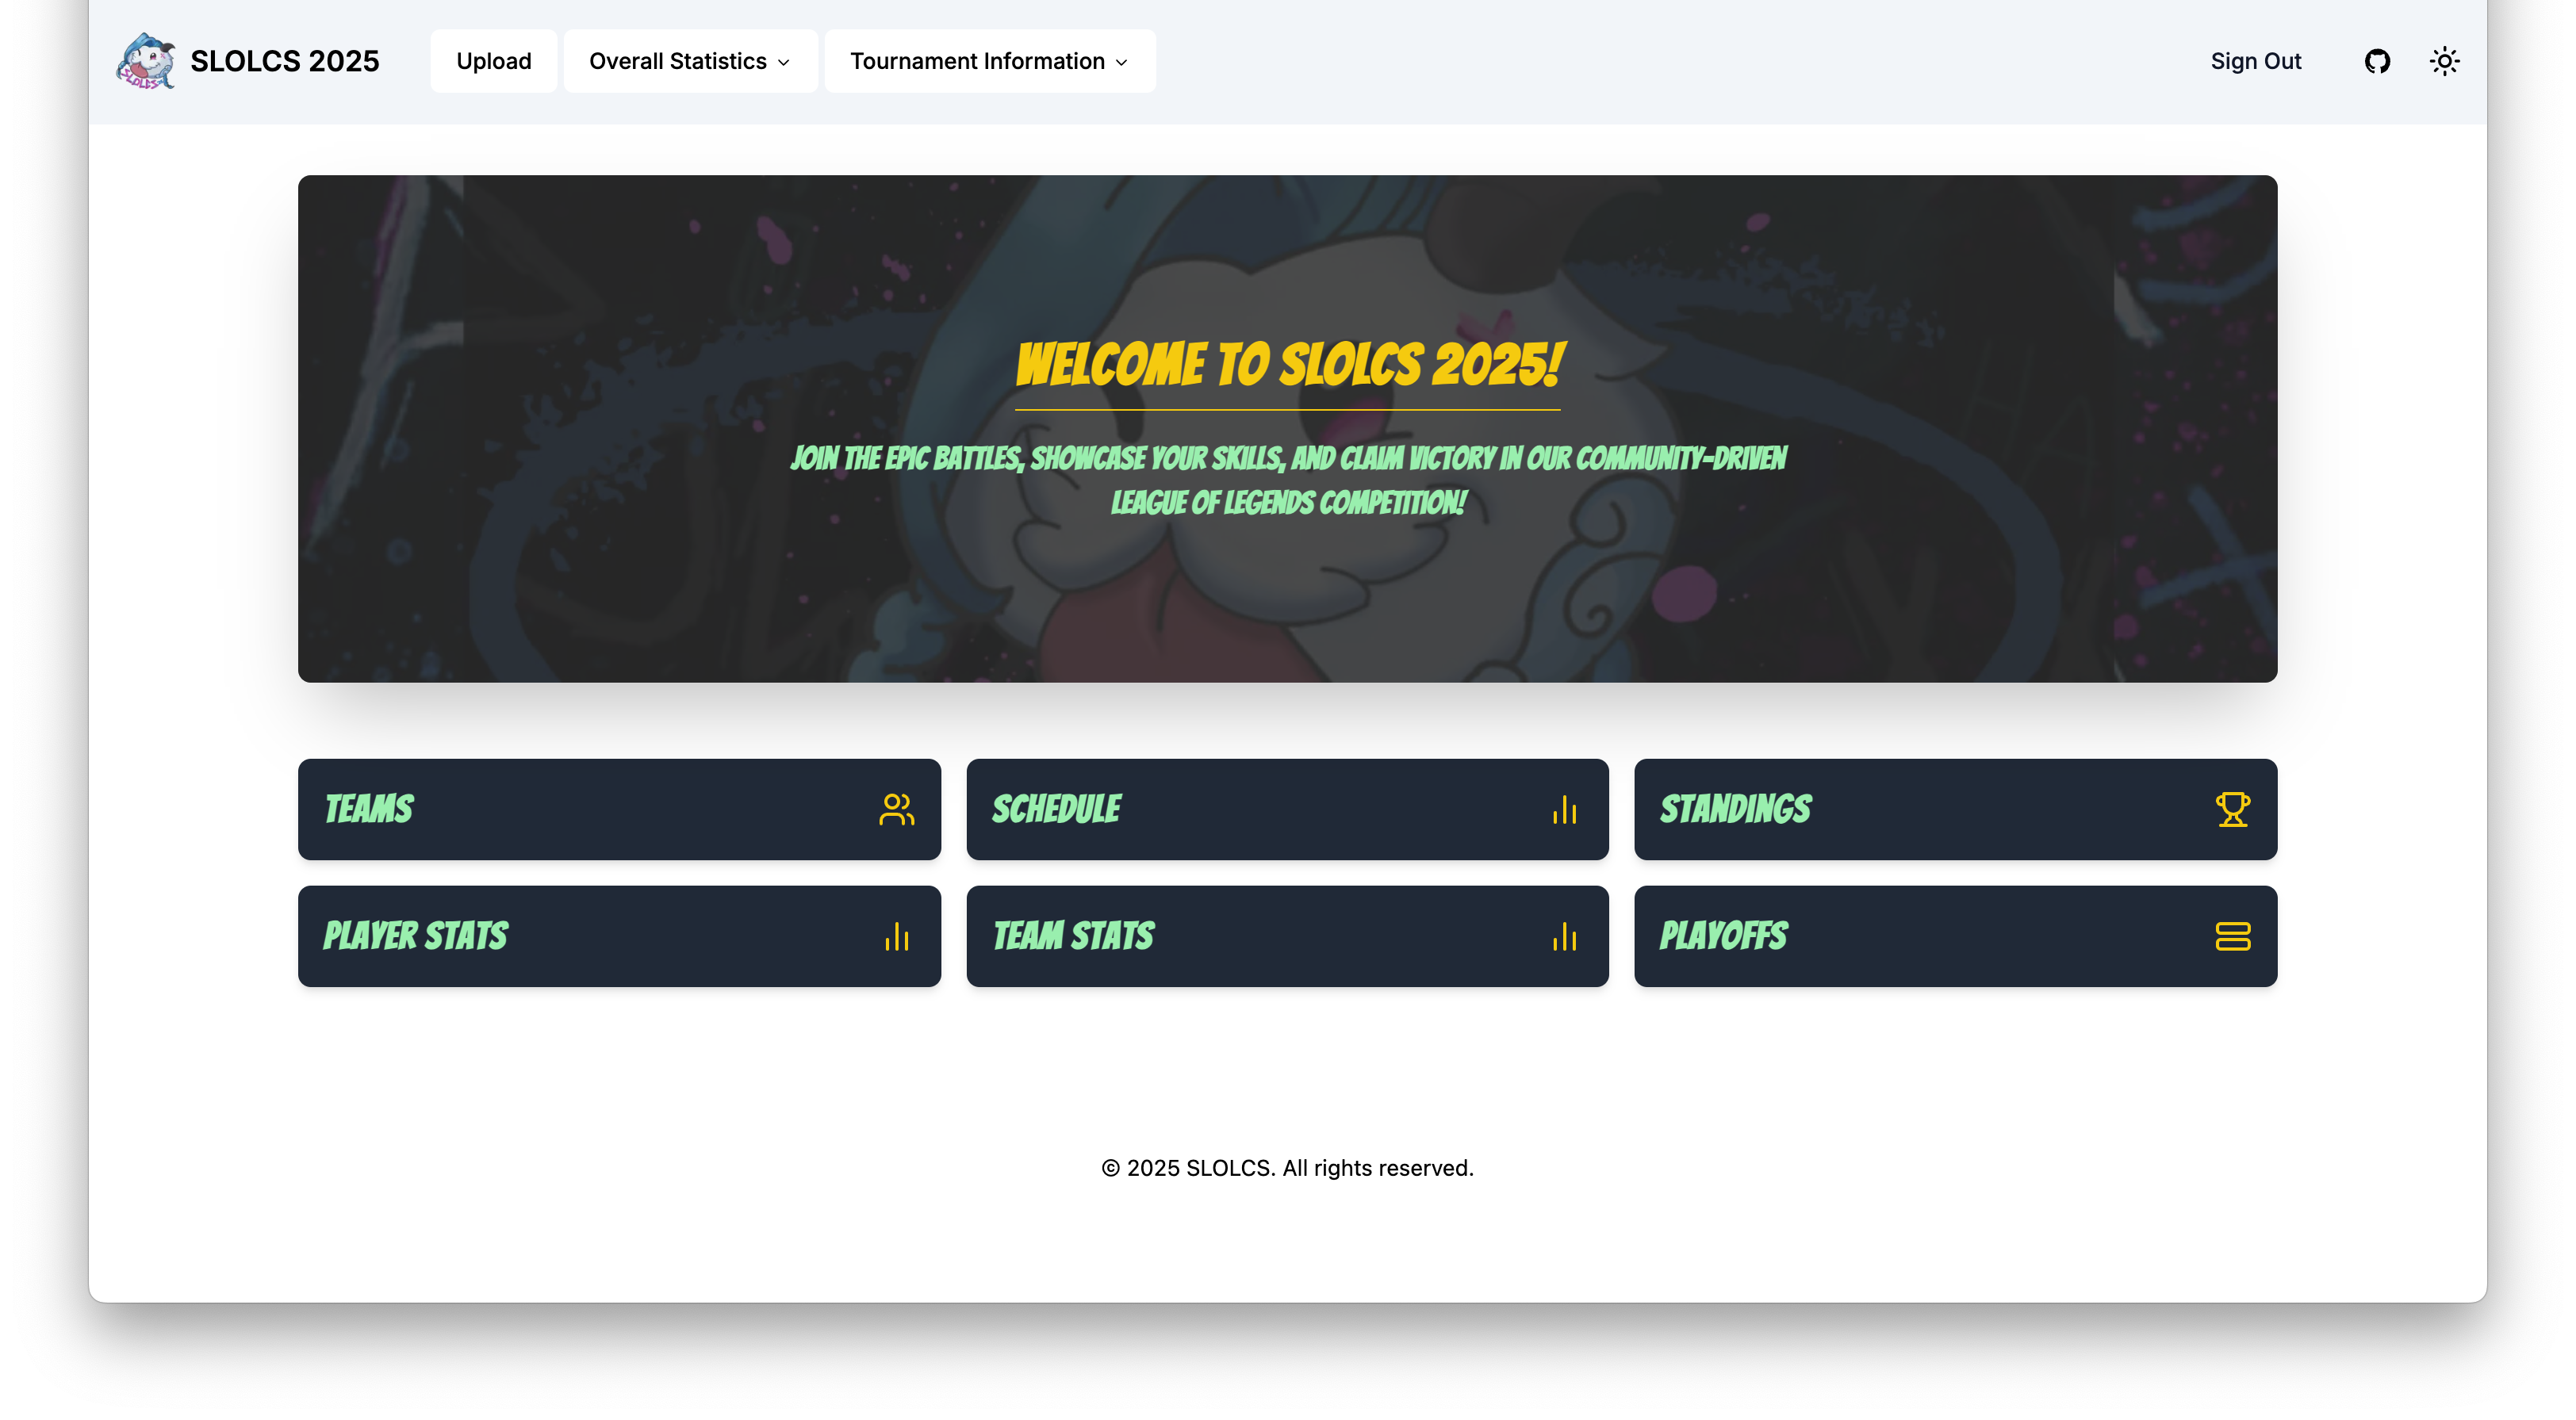 SLOLCS
SLOLCS 2025
Upload
Overall Statistics
Tournament Information
Sign Out
WELCOME TO SLOLCS 2025!
JOIN THE EPIC BATTLES, SHOWCASE YOUR SKILLS, AND CLAIM VICTORY IN OUR COMMUNITY-DRIVEN
LEAGUE OF LEGENDS COMPETITION!
TEAMS
SCHEDULE
STANDINGS
PLAYER STATS
TEAM STATS
PLAYOFFS
© 2025 SLOLCS. All rights reserved.